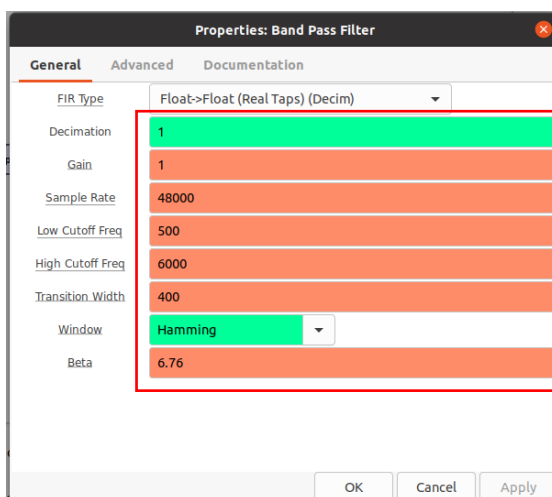 Properties: Band Pass Filter
General Advanced Documentation
FIR Type Float->Float (Real Taps) (Decim)
Decimation 1
Gain 1
Sample Rate 48000
Low Cutoff Freq 500
High Cutoff Freq 6000
Transition Width 400
Window Hamming
Beta 6.76
OK Cancel Apply